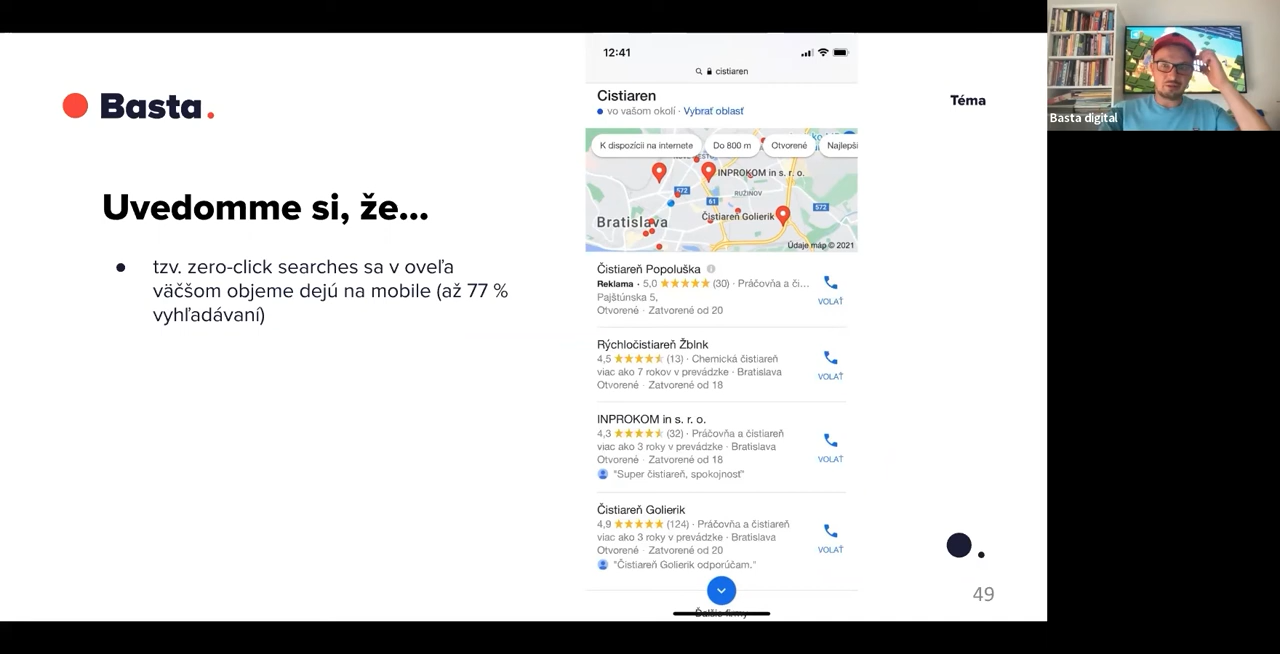 Basta.
Téma
Uvedomme si, že...
tzv. zero-click searches sa v oveľa
väčšom objeme dejú na mobile (až 77 %
vyhľadávaní)
12:41
cistiaren
Cistiaren
vo vašom okolí · Vybrať oblasť
K dispozícii na internete
Do 800 m
Otvorené
Najlepši
INPROKOM in s. r. o.
572
RUŽINOV
61
572
Bratislava
Čistiareň Golierik
Údaje máp © 2021
Čistiareň Popoluška
Reklama · 5,0 ★★★★★ (30) · Práčovňa a či...
Pajštúnska 5,
Otvorené · Zatvorené od 20
VOLAŤ
Rýchločistiareň Žblnk
4,5 ★★★★★ (13) · Chemická čistiareň
viac ako 7 rokov v prevádzke · Bratislava
Otvorené · Zatvorené od 18
VOLAŤ
INPROKOM in s. r. o.
4,3 ★★★★★ (32) · Práčovňa a čistiareň
viac ako 3 roky v prevádzke · Bratislava
Otvorené · Zatvorené od 18
"Super čistiareň, spokojnosť"
VOLAŤ
Čistiareň Golierik
4,9 ★★★★★ (124) · Práčovňa a čistiareň
viac ako 3 roky v prevádzke · Bratislava
Otvorené · Zatvorené od 20
"Čistiareň Golierik odporúčam."
VOLAŤ
Ďalšie firmy
49
Basta digital